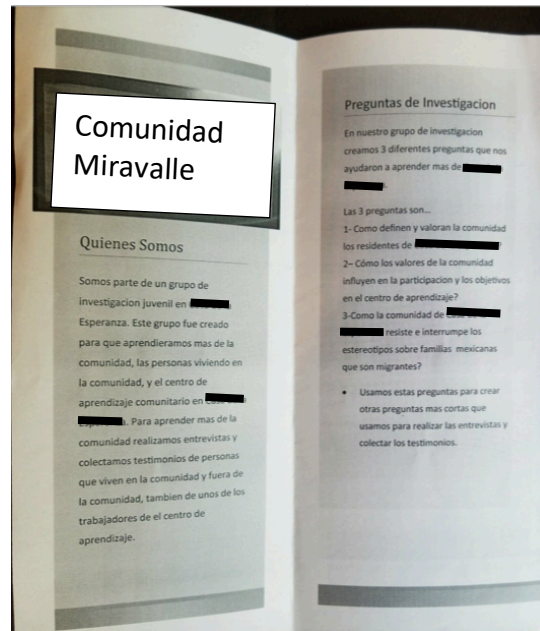 Comunidad
Miravalle
Quienes Somos
Somos parte de un grupo de
investigacion juvenil en
Esperanza. Este grupo fue creado
para que aprendieramos mas de la
comunidad, las personas viviendo en
la comunidad, y el centro de
aprendizaje comunitario en
. Para aprender mas de la
comunidad realizamos entrevistas y
colectamos testimonios de personas
que viven en la comunidad y fuera de
la comunidad, tambien de unos de los
trabajadores de el centro de
aprendizaje.
Preguntas de Investigacion
En nuestro grupo de investigacion
creamos 3 diferentes preguntas que nos
ayudaron a aprender mas de
.
Las 3 preguntas son...
1- Como definen y valoran la comunidad
los residentes de ?
2– Cómo los valores de la comunidad
influyen en la participacion y los objetivos
en el centro de aprendizaje?
3-Como la comunidad de
resiste e interrumpe los
estereotipos sobre familias mexicanas
que son migrantes?
• Usamos estas preguntas para crear
otras preguntas mas cortas que
usamos para realizar las entrevistas y
colectar los testimonios.